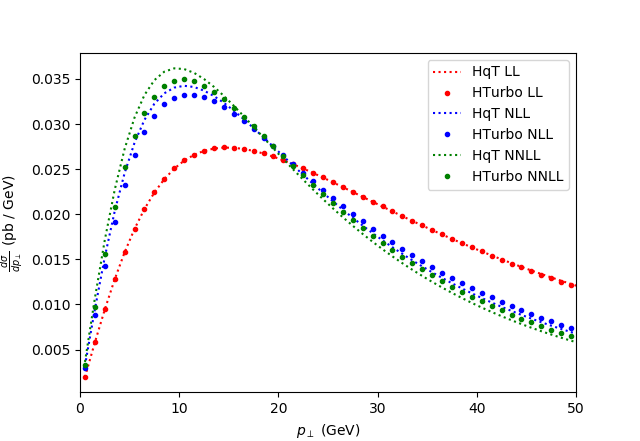 HqT LL
HTurbo LL
HqT NLL
HTurbo NLL
HqT NNLL
HTurbo NNLL
0.035
0.030
0.025
0.020
0.015
0.010
0.005
dσ/dp⊥ (pb / GeV)
0 10 20 30 40 50
p⊥ (GeV)